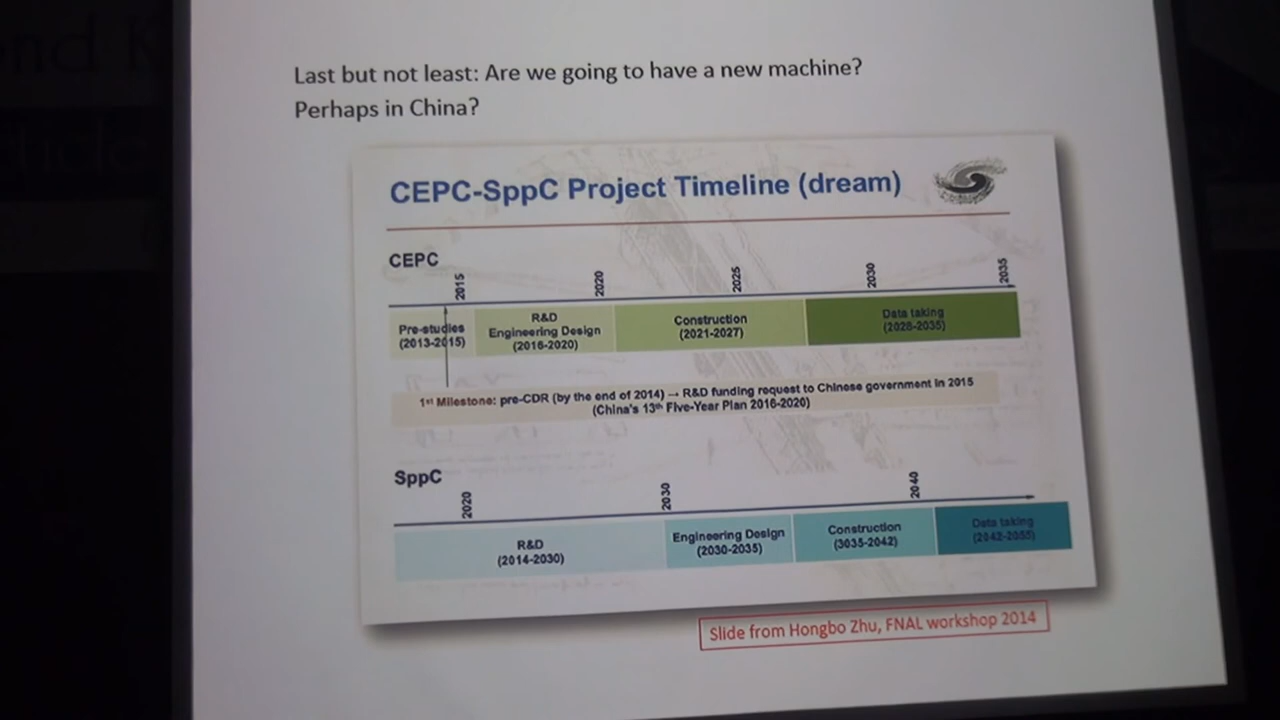 Last but not least: Are we going to have a new machine?
Perhaps in China?
CEPC-SppC Project Timeline (dream)
CEPC
2015
2020
2025
2030
2035
Pre-studies
(2013-2015)
R&D
Engineering Design
(2016-2020)
Construction
(2021-2027)
Data taking
(2028-2035)
1st Milestone: pre-CDR (by the end of 2014) → R&D funding request to Chinese government in 2015
(China's 13th Five-Year Plan 2016-2020)
SppC
2020
2030
2040
R&D
(2014-2030)
Engineering Design
(2030-2035)
Construction
(3035-2042)
Data taking
(2042-2055)
Slide from Hongbo Zhu, FNAL workshop 2014